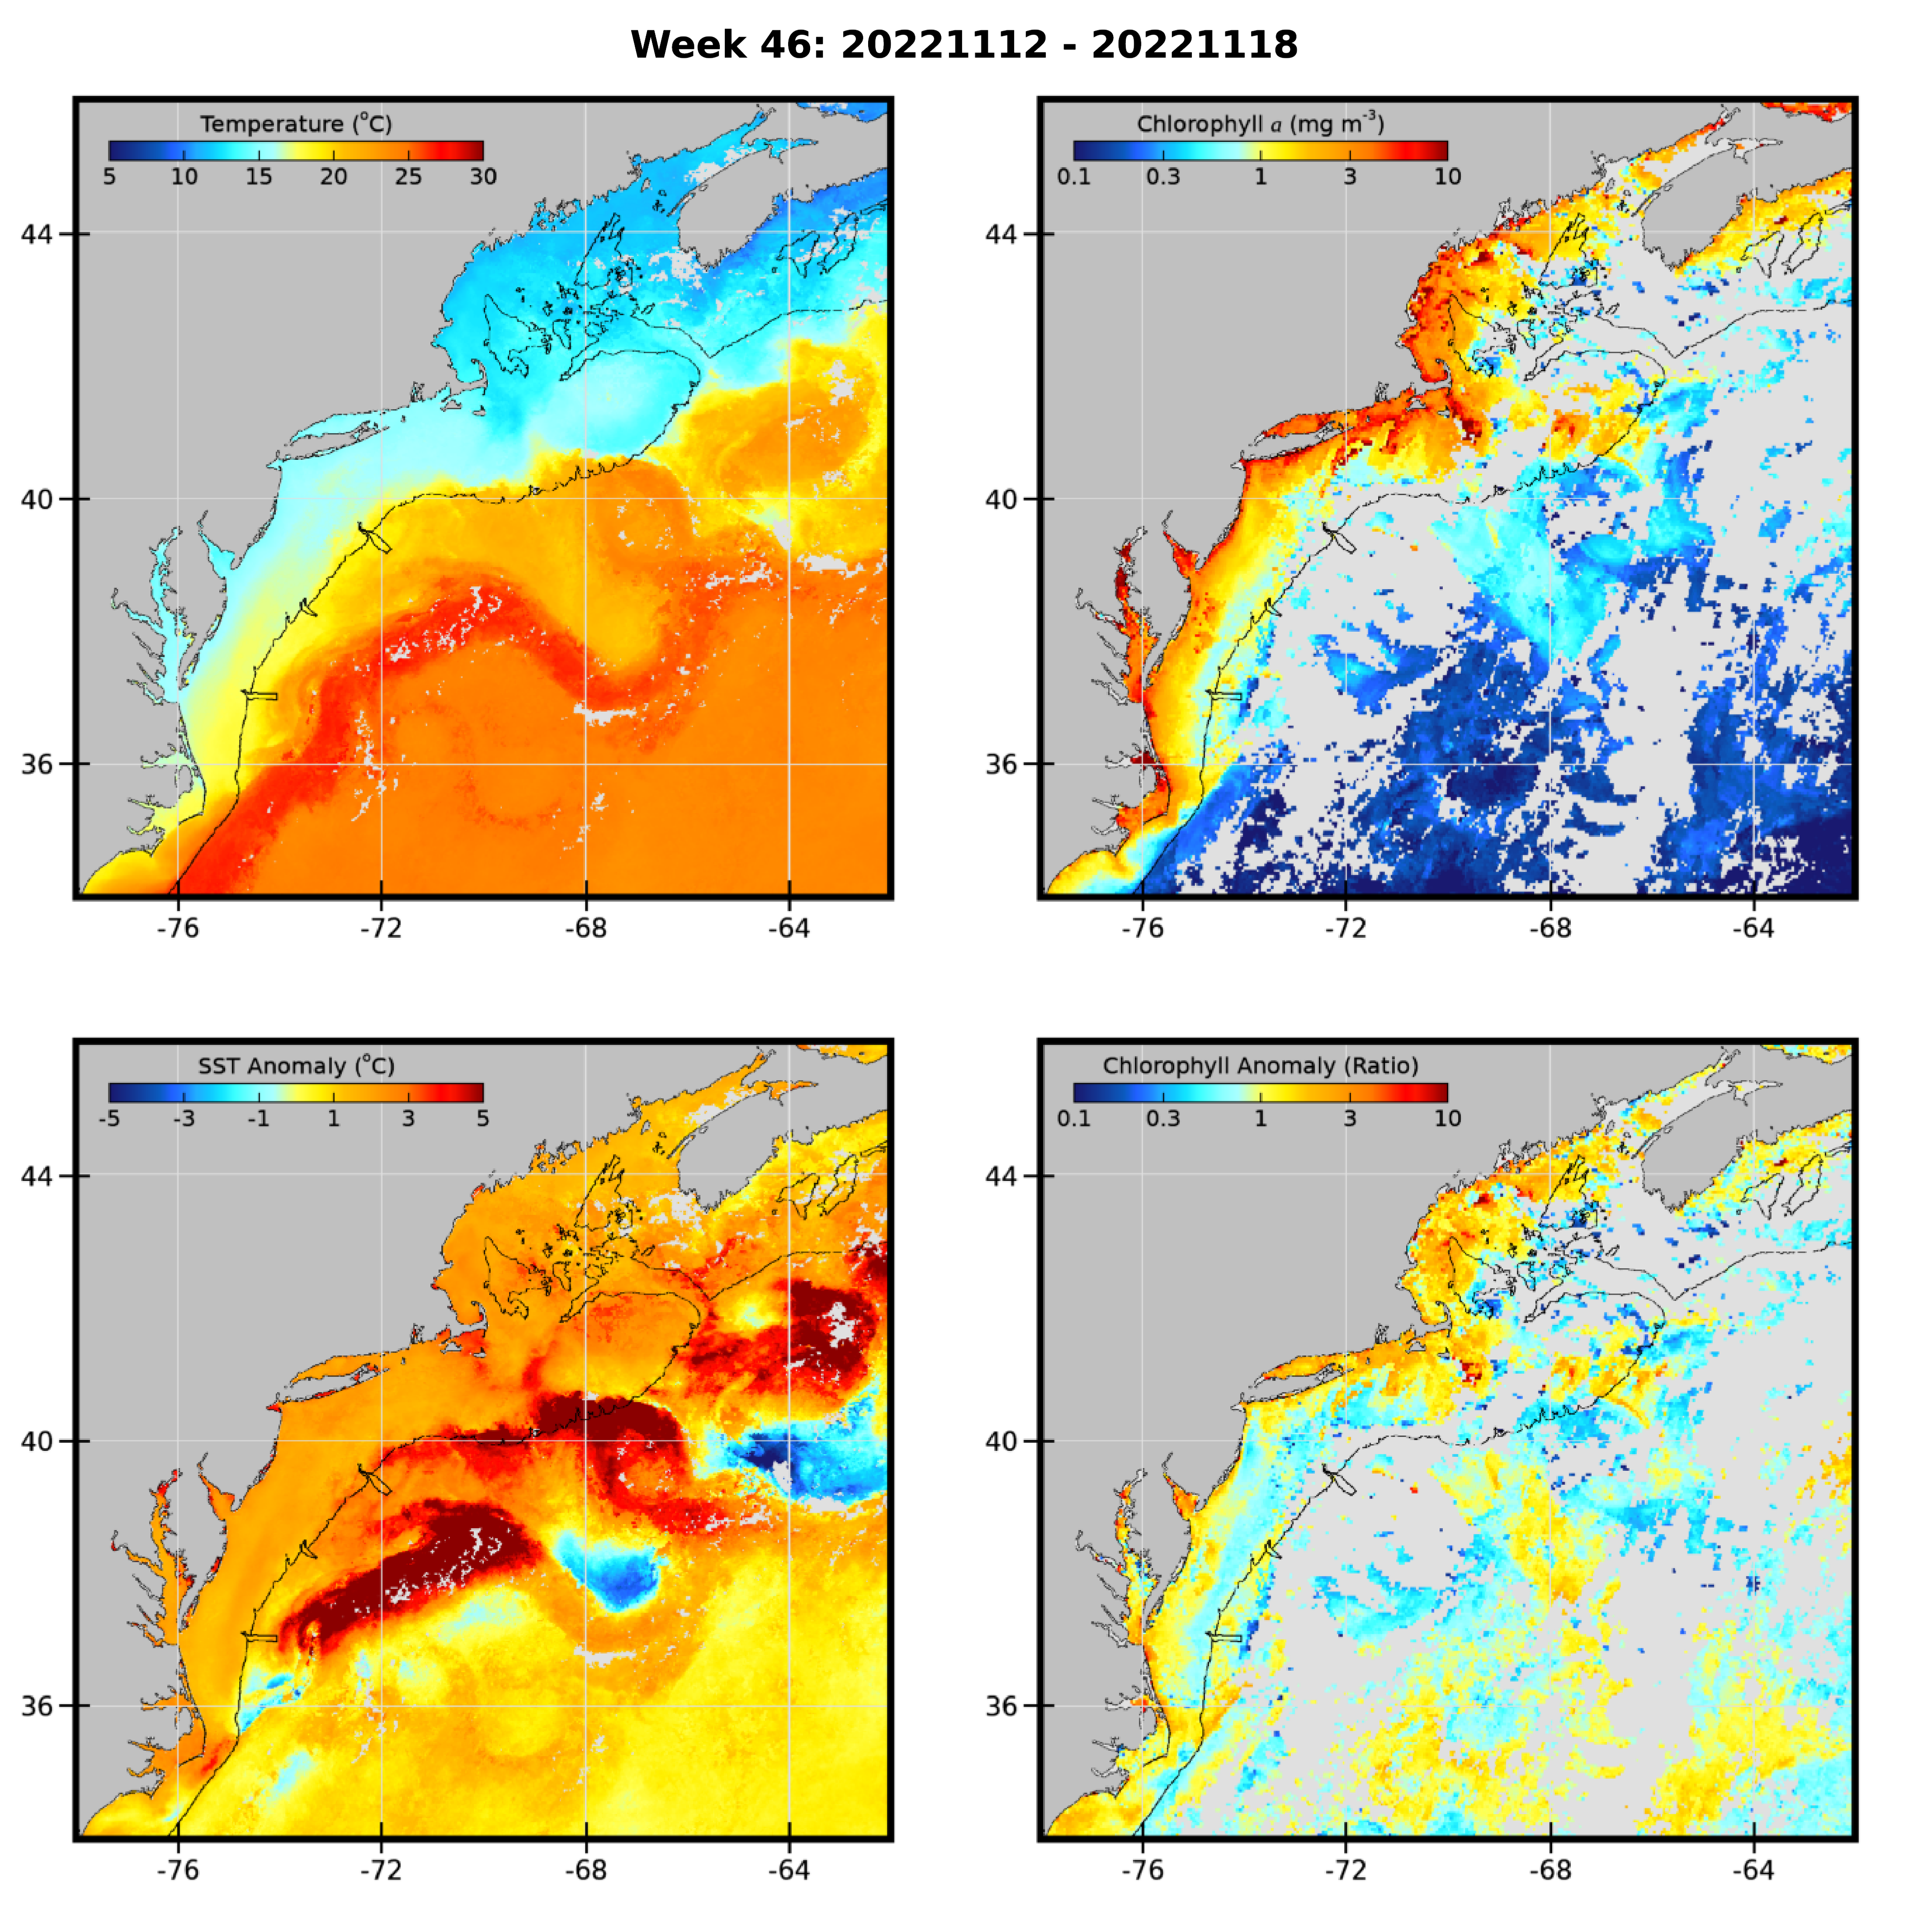 Week 46: 20221112 - 20221118
Temperature (°C)
5 10 15 20 25 30
44
40
36
-76 -72 -68 -64
Chlorophyll a (mg m-3)
0.1 0.3 1 3 10
44
40
36
-76 -72 -68 -64
SST Anomaly (°C)
-5 -3 -1 1 3 5
44
40
36
-76 -72 -68 -64
Chlorophyll Anomaly (Ratio)
0.1 0.3 1 3 10
44
40
36
-76 -72 -68 -64